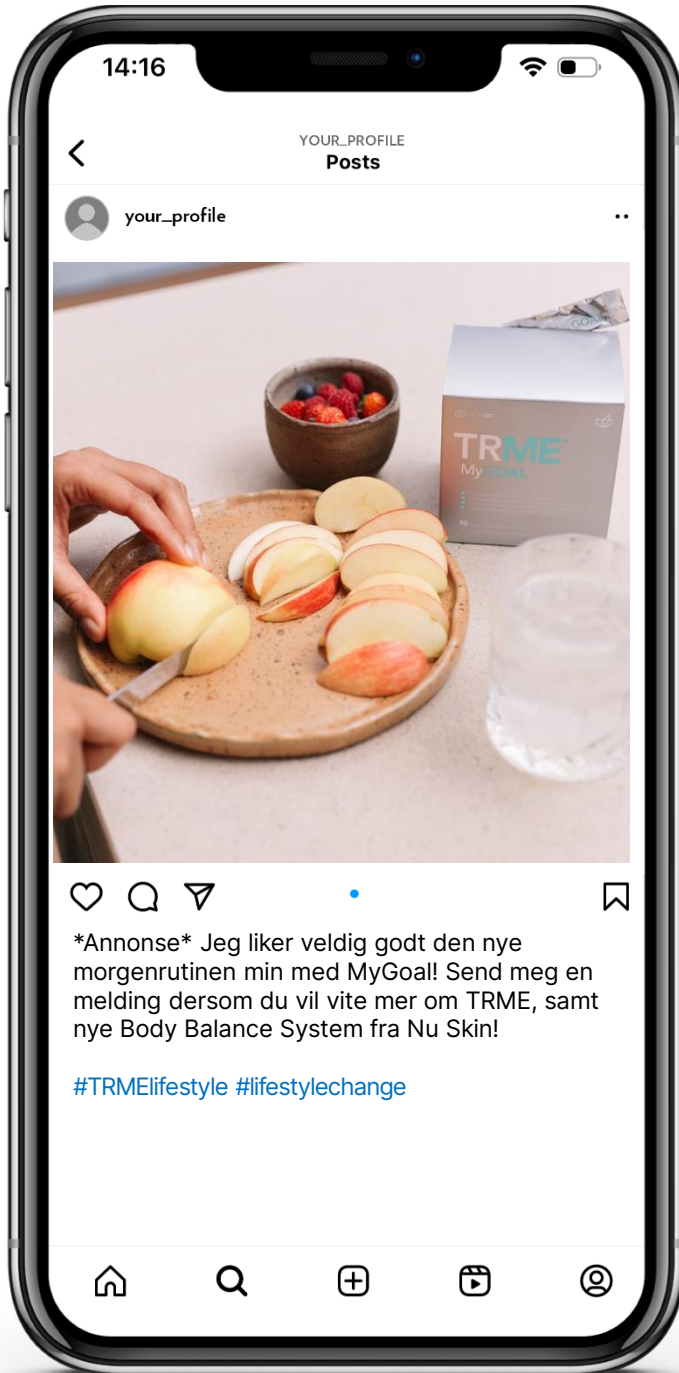 14:16
YOUR_PROFILE
Posts
your_profile
TRME
MyGOAL
*Annonse* Jeg liker veldig godt den nye
morgenrutinen min med MyGoal! Send meg en
melding dersom du vil vite mer om TRME, samt
nye Body Balance System fra Nu Skin!
#TRMElifestyle #lifestylechange